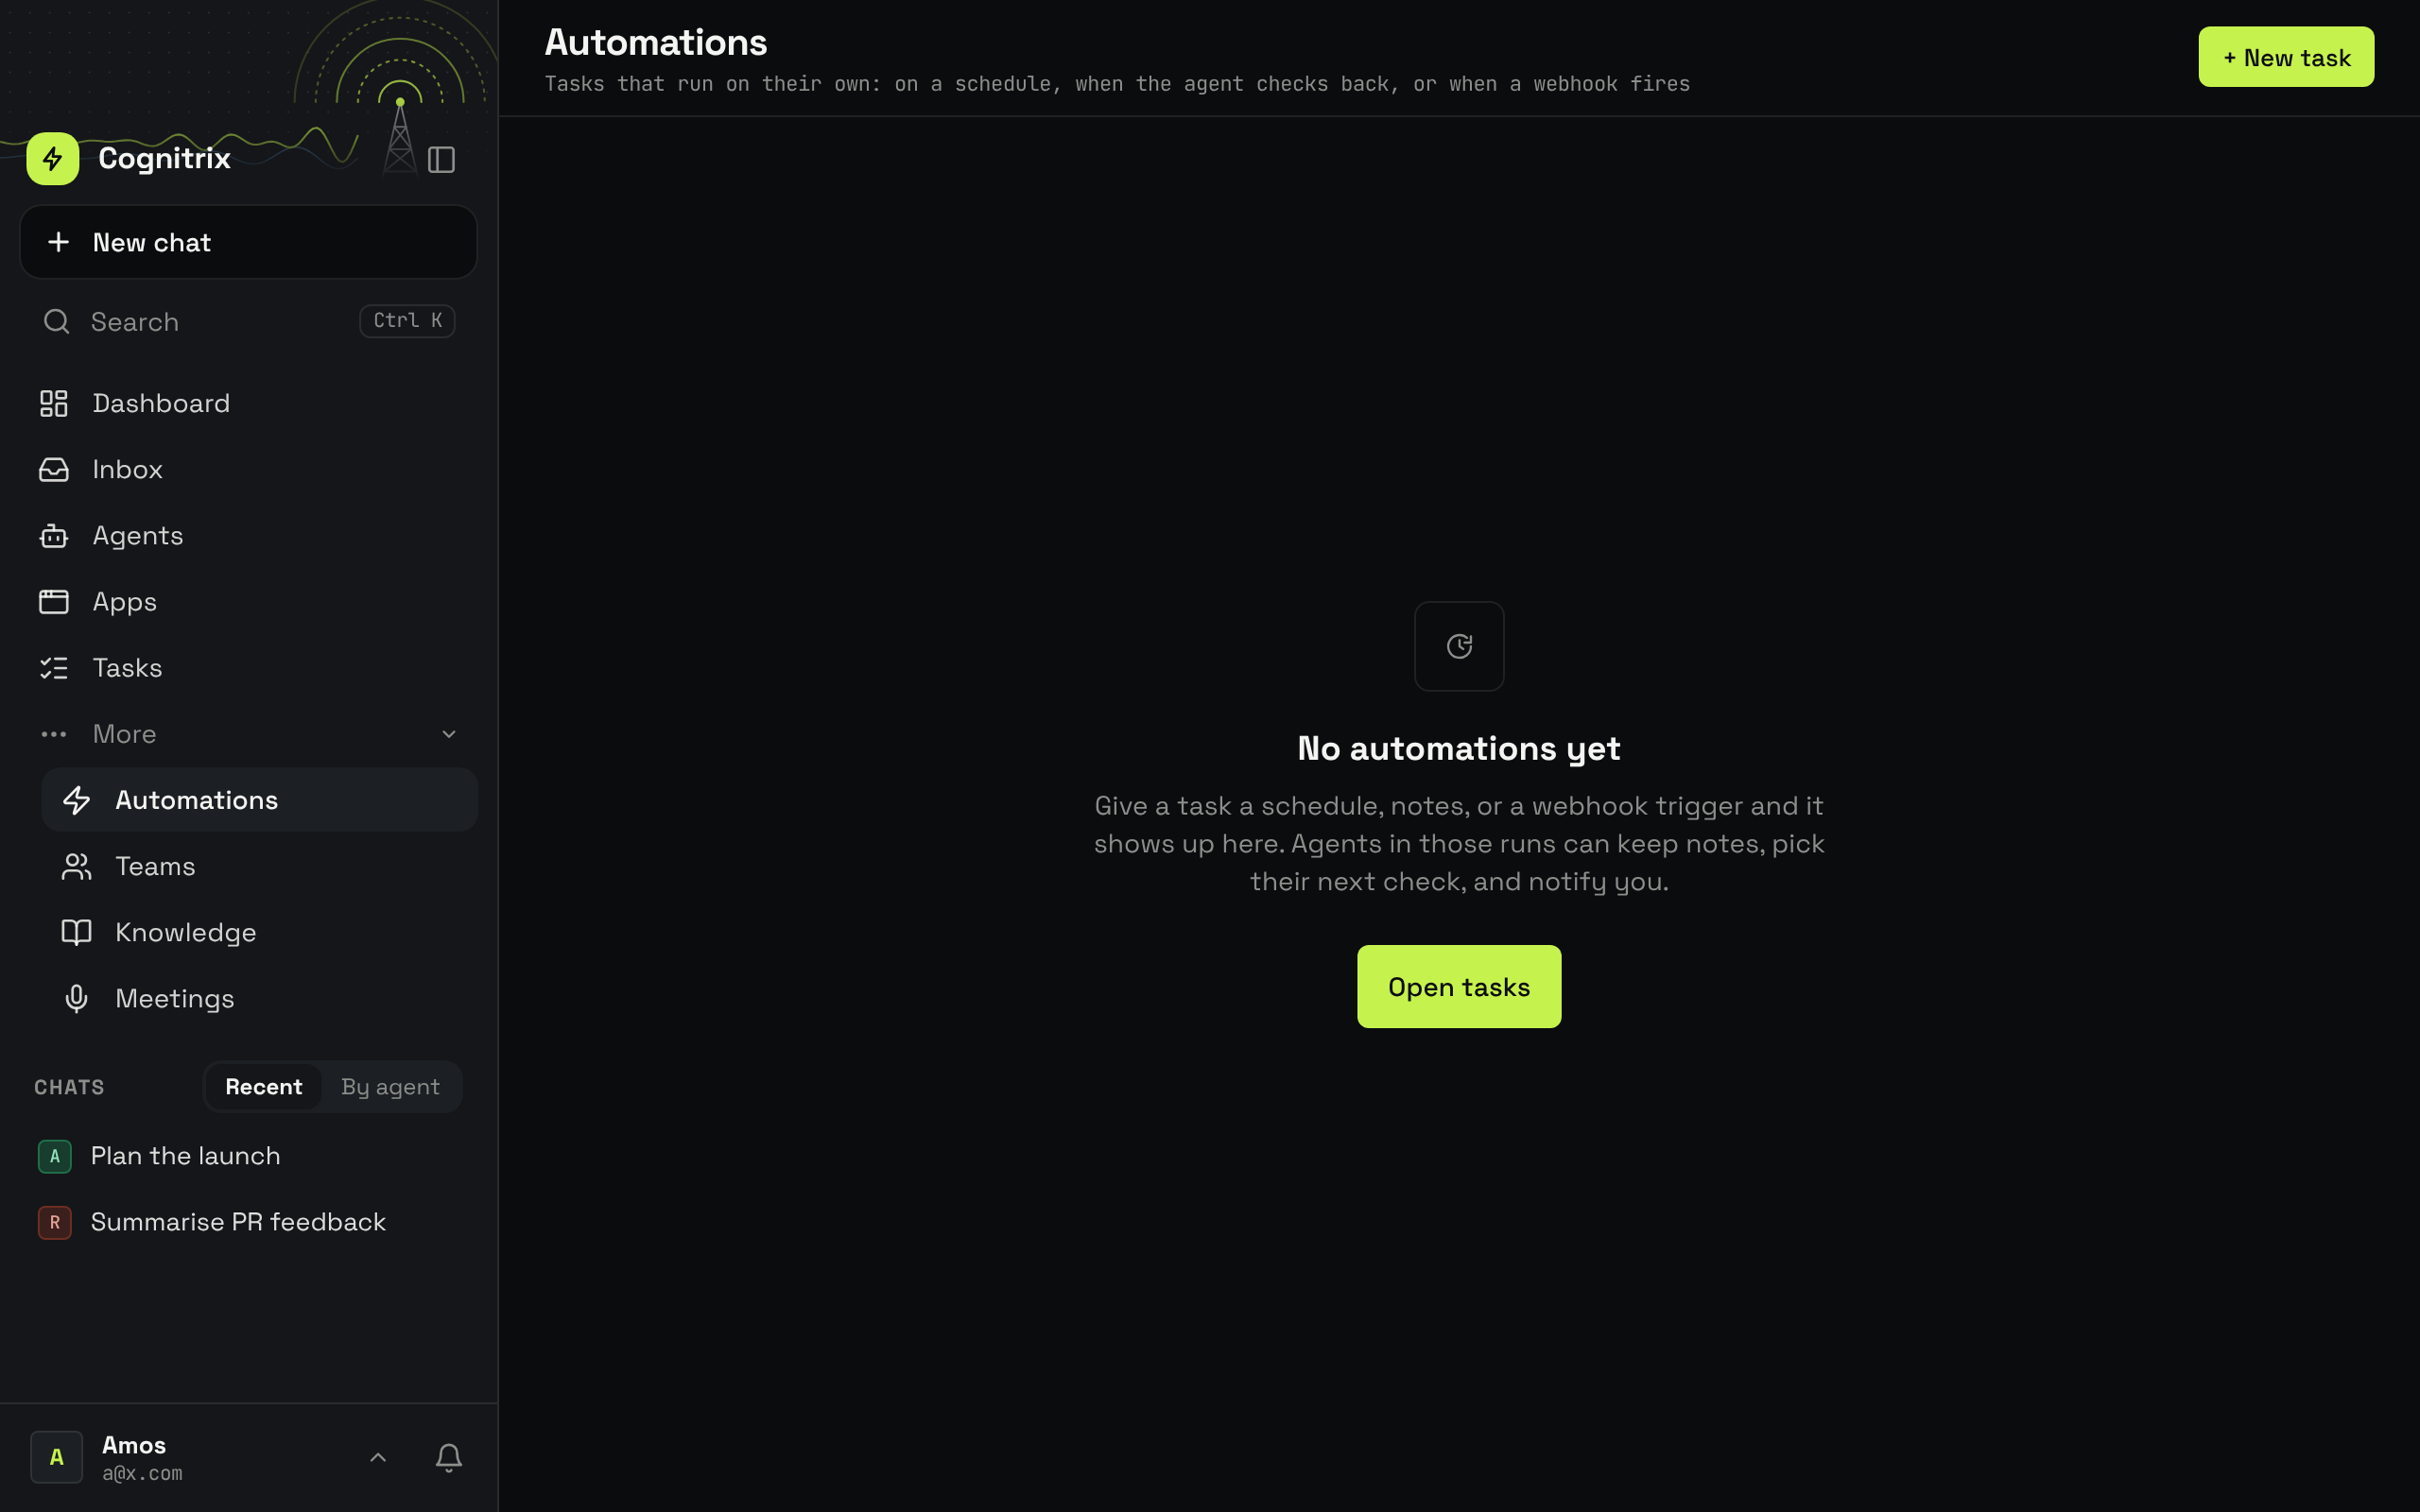 Cognitrix
New chat
Search
Ctrl K
Dashboard
Inbox
Agents
Apps
Tasks
More
Automations
Teams
Knowledge
Meetings
CHATS
Recent
By agent
A
Plan the launch
R
Summarise PR feedback
A
Amos
a@x.com
Automations
Tasks that run on their own: on a schedule, when the agent checks back, or when a webhook fires
+ New task
No automations yet
Give a task a schedule, notes, or a webhook trigger and it
shows up here. Agents in those runs can keep notes, pick
their next check, and notify you.
Open tasks